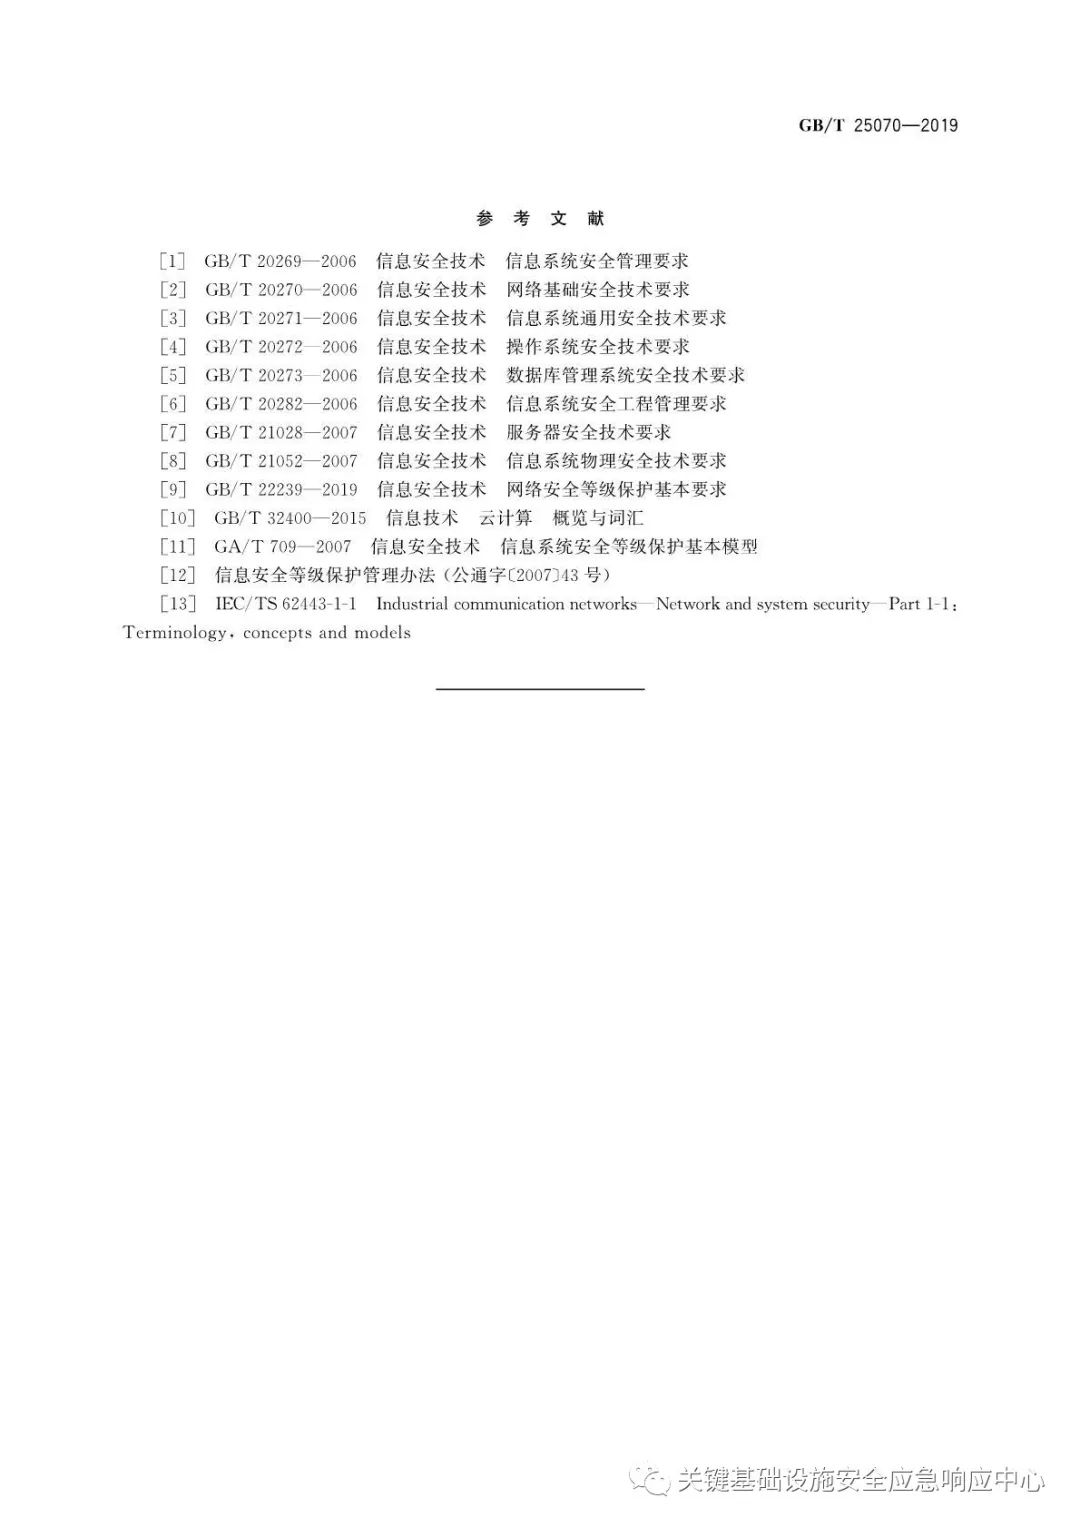 GB/T 25070—2019
参 考 文 献
[1] GB/T 20269—2006 信息安全技术 信息系统安全管理要求
[2] GB/T 20270—2006 信息安全技术 网络基础安全技术要求
[3] GB/T 20271—2006 信息安全技术 信息系统通用安全技术要求
[4] GB/T 20272—2006 信息安全技术 操作系统安全技术要求
[5] GB/T 20273—2006 信息安全技术 数据库管理系统安全技术要求
[6] GB/T 20282—2006 信息安全技术 信息系统安全工程管理要求
[7] GB/T 21028—2007 信息安全技术 服务器安全技术要求
[8] GB/T 21052—2007 信息安全技术 信息系统物理安全技术要求
[9] GB/T 22239—2019 信息安全技术 网络安全等级保护基本要求
[10] GB/T 32400—2015 信息技术 云计算 概览与词汇
[11] GA/T 709—2007 信息安全技术 信息系统安全等级保护基本模型
[12] 信息安全等级保护管理办法(公通字〔2007〕43 号)
[13] IEC/TS 62443-1-1 Industrial communication networks—Network and system security—Part 1-1:
Terminology, concepts and models
关键基础设施安全应急响应中心